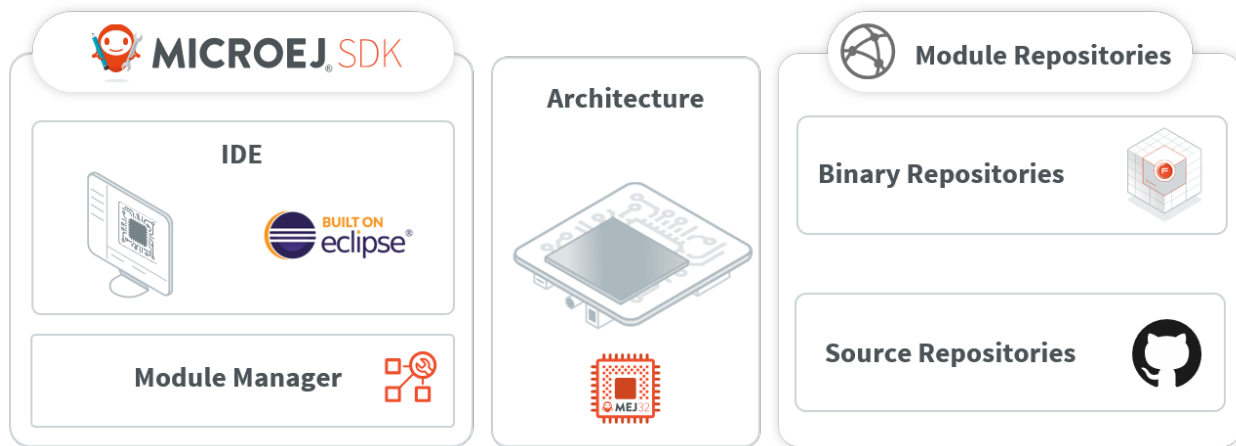 MICROEJ® SDK
IDE
BUILT ON
eclipse®
Module Manager
Architecture
MEJ32
Module Repositories
Binary Repositories
Source Repositories